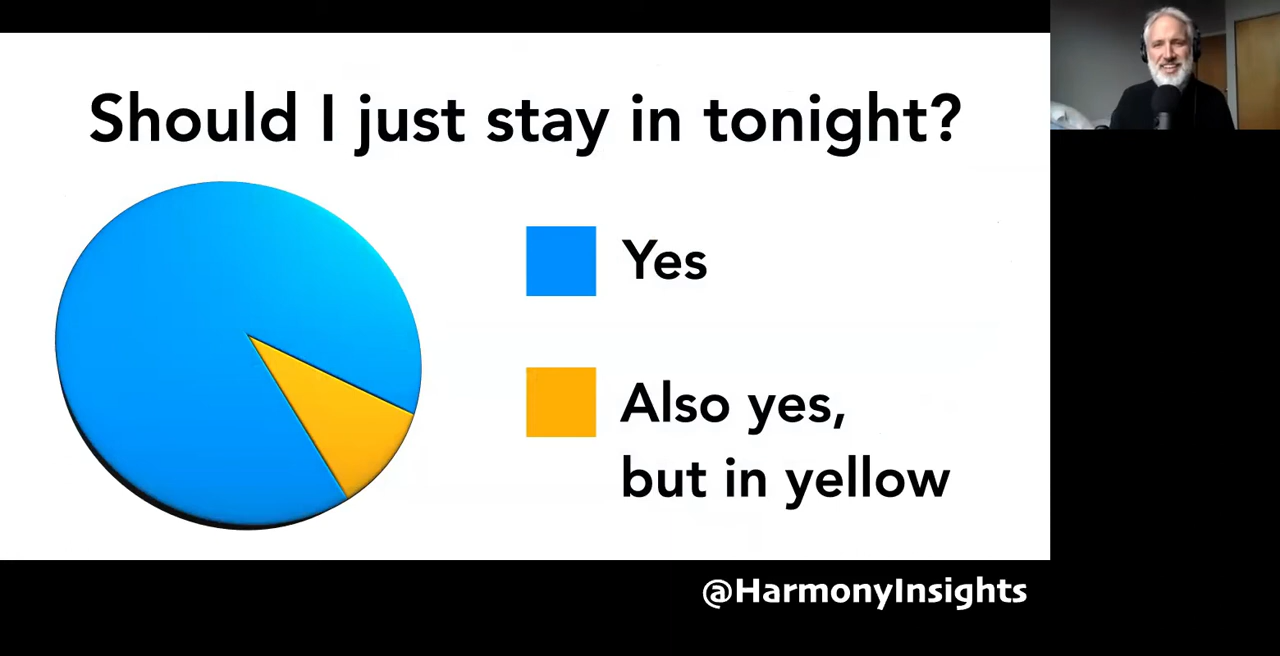 Should I just stay in tonight?
Yes
Also yes,
but in yellow
@HarmonyInsights